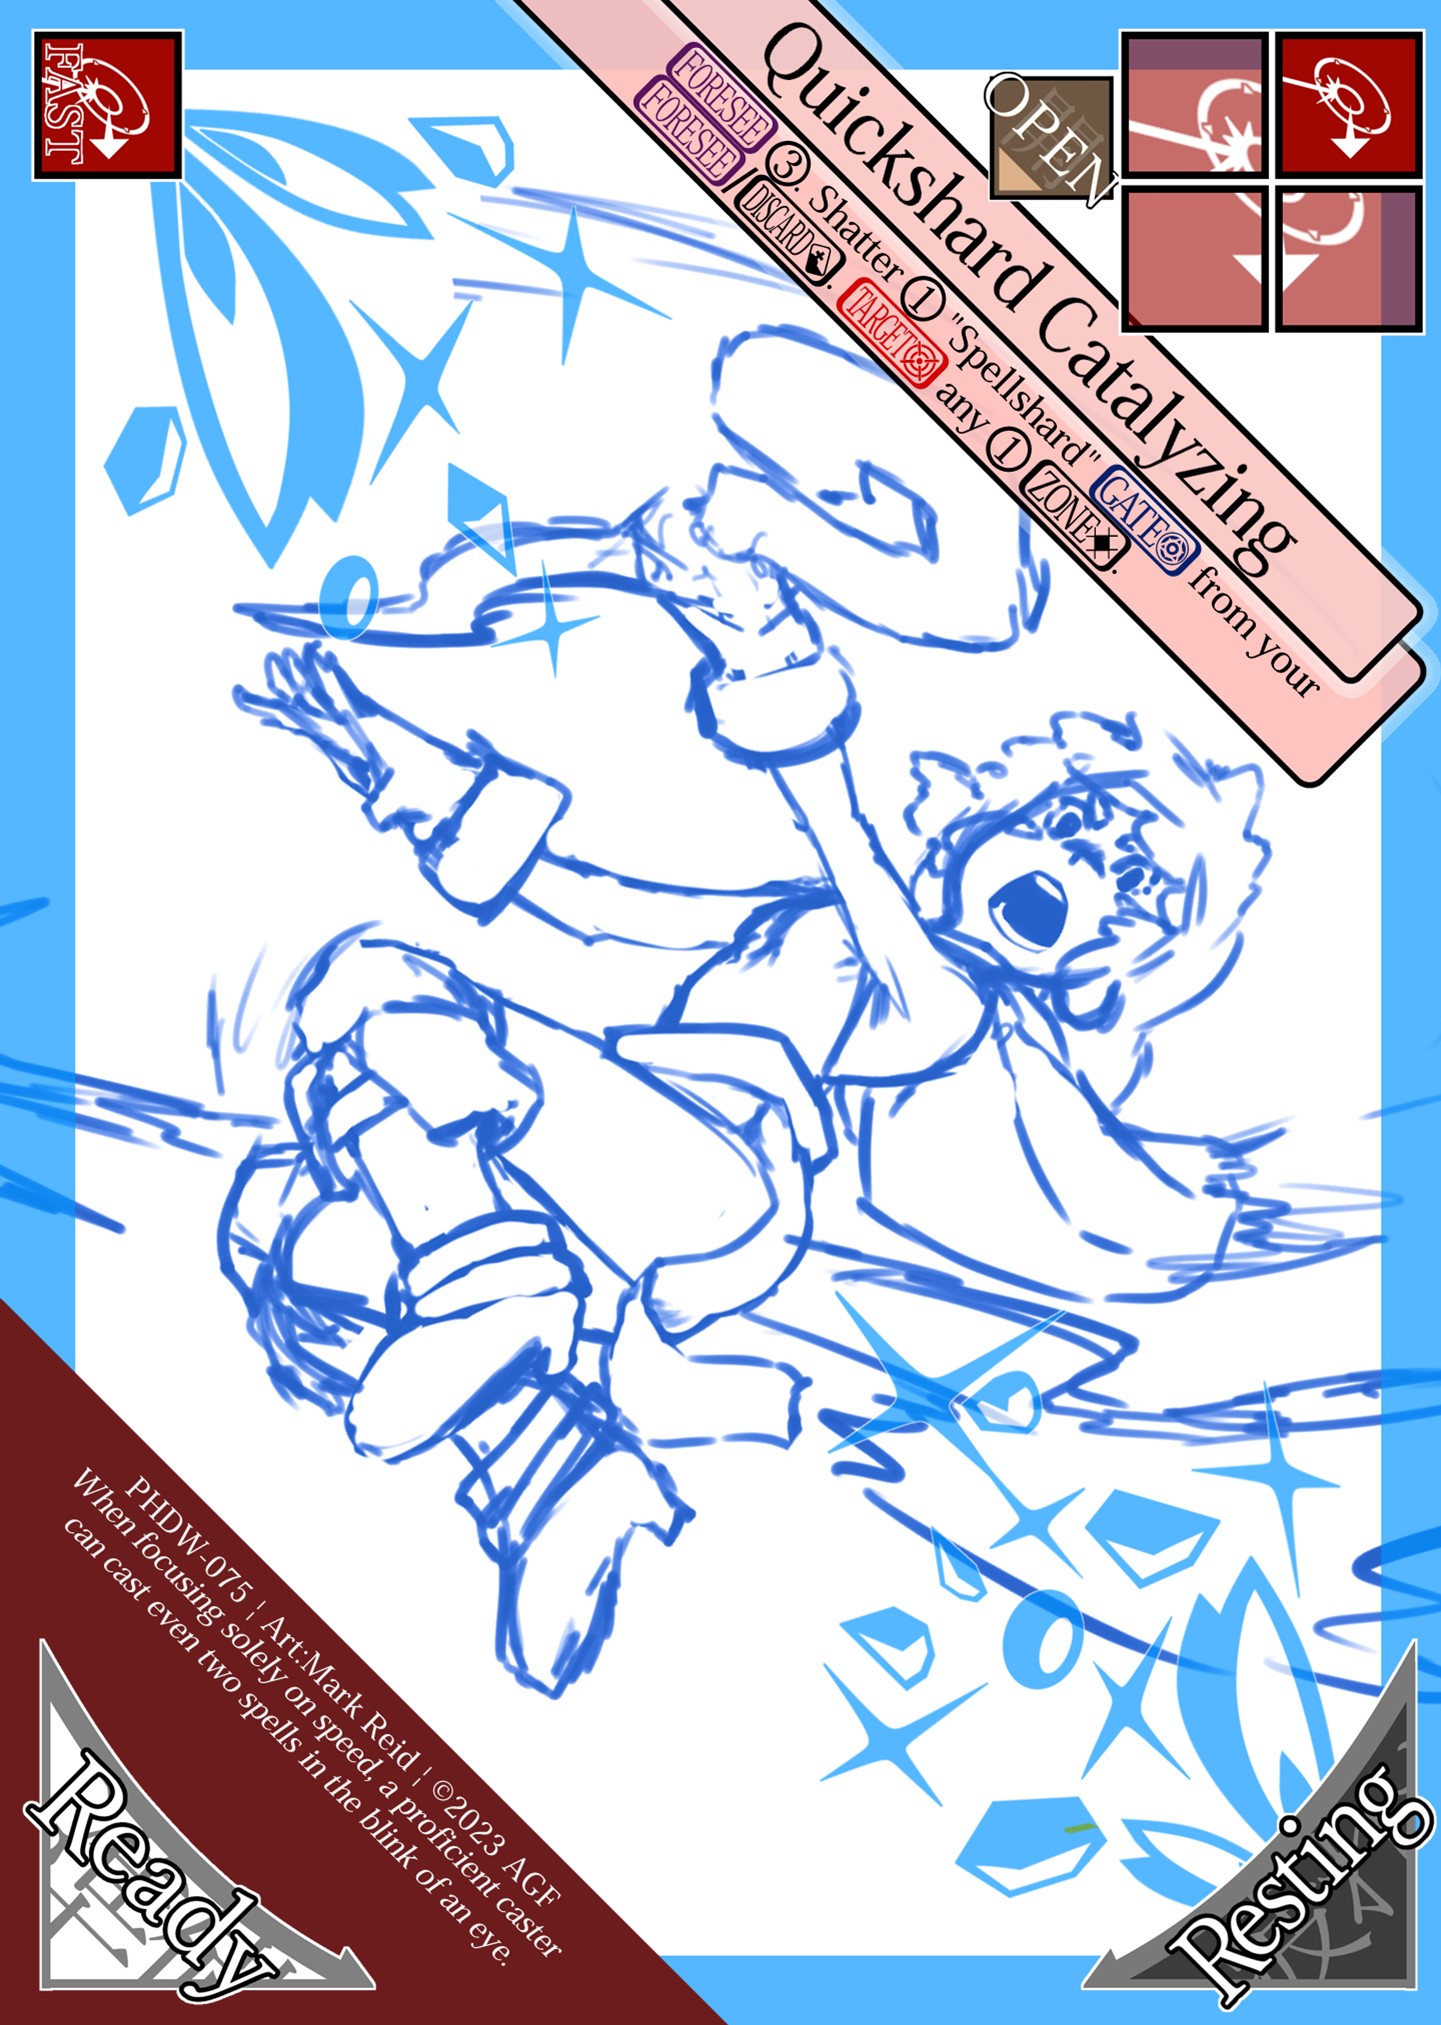 FAST
Quickshard Catalyzing
OPEN
FORESEE ③. Shatter ① "Spellshard" GATE from your
FORESEE/DISCARD. TARGET any ① ZONE.
PHDW-075 ¦ Art:Mark Reid ¦ ©2023 AGF
When focusing solely on speed, a proficient caster
can cast even two spells in the blink of an eye.
Ready
Resting